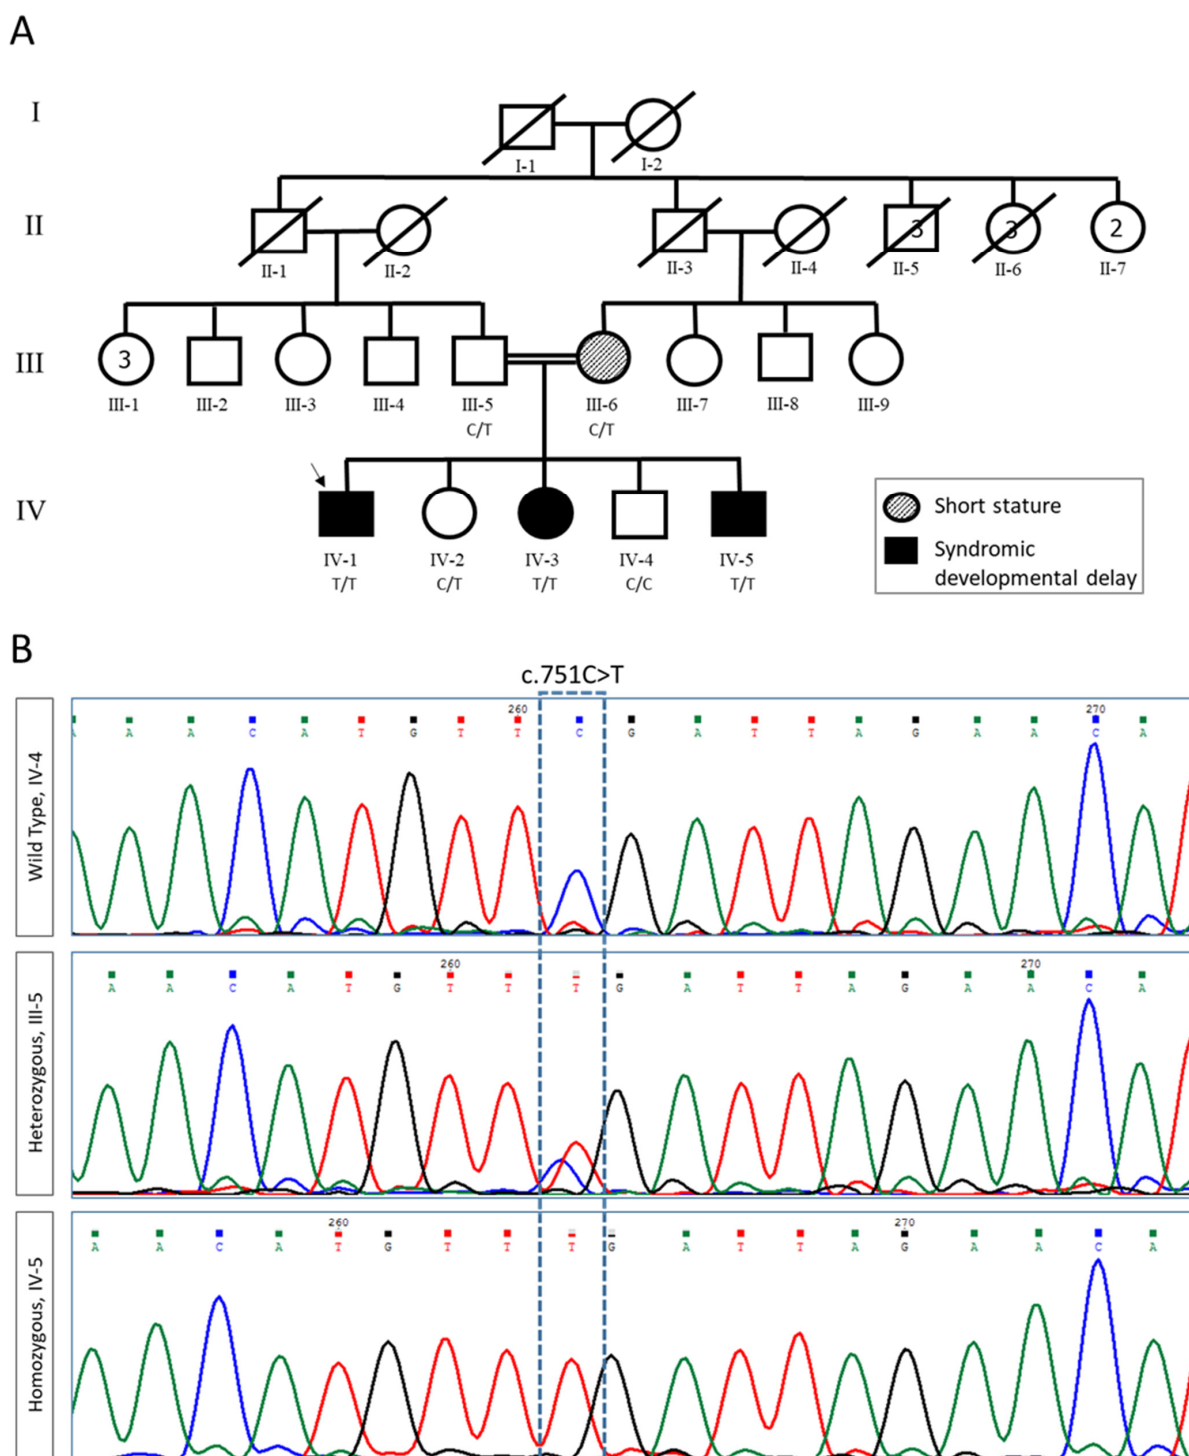 A
I
I-1 I-2
II
3 3 2
II-1 II-2 II-3 II-4 II-5 II-6 II-7
III
3
III-1 III-2 III-3 III-4 III-5 III-6 III-7 III-8 III-9
C/T C/T
IV
IV-1 IV-2 IV-3 IV-4 IV-5
T/T C/T T/T C/C T/T
Short stature
Syndromic
developmental delay
B
c.751C>T
Wild Type, IV-4
260 270
A A A C A T G T T C G A T T A G A A C A
Heterozygous, III-5
260 270
A A C A T G T T T G A T T A G A A C A
Homozygous, IV-5
260 270
A A C A T G T T T G A T T A G A A C A